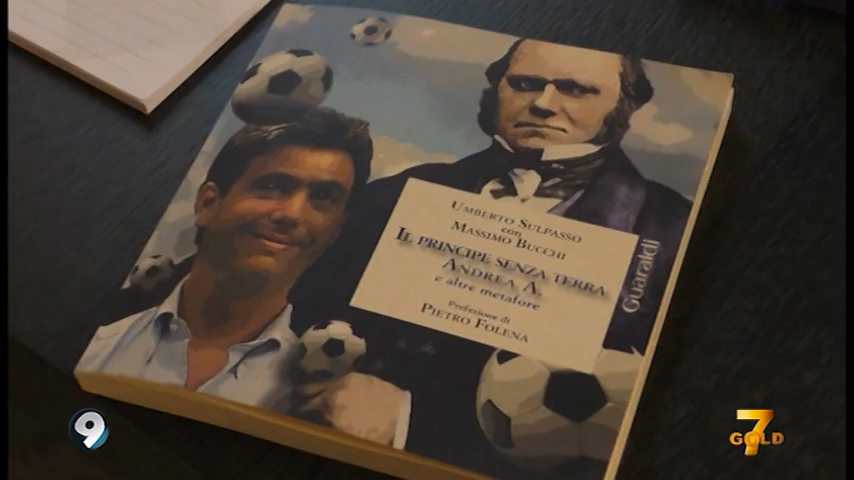 UMBERTO SULPASSO
con
MASSIMO BUCCHI
IL PRINCIPE SENZA TERRA
ANDREA A.
e altre metafore
Prefazione di
PIETRO FOLENA
Guaraldi
9
7
GOLD